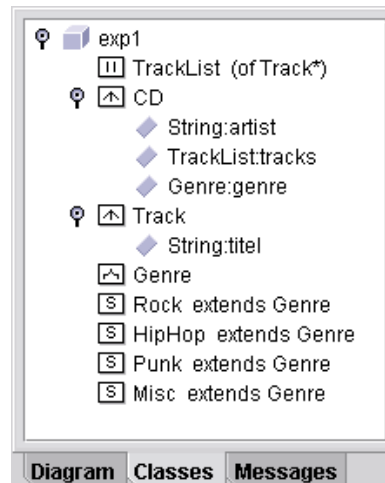 exp1
TrackList (of Track*)
CD
String:artist
TrackList:tracks
Genre:genre
Track
String:titel
Genre
S Rock extends Genre
S HipHop extends Genre
S Punk extends Genre
S Misc extends Genre
Diagram Classes Messages